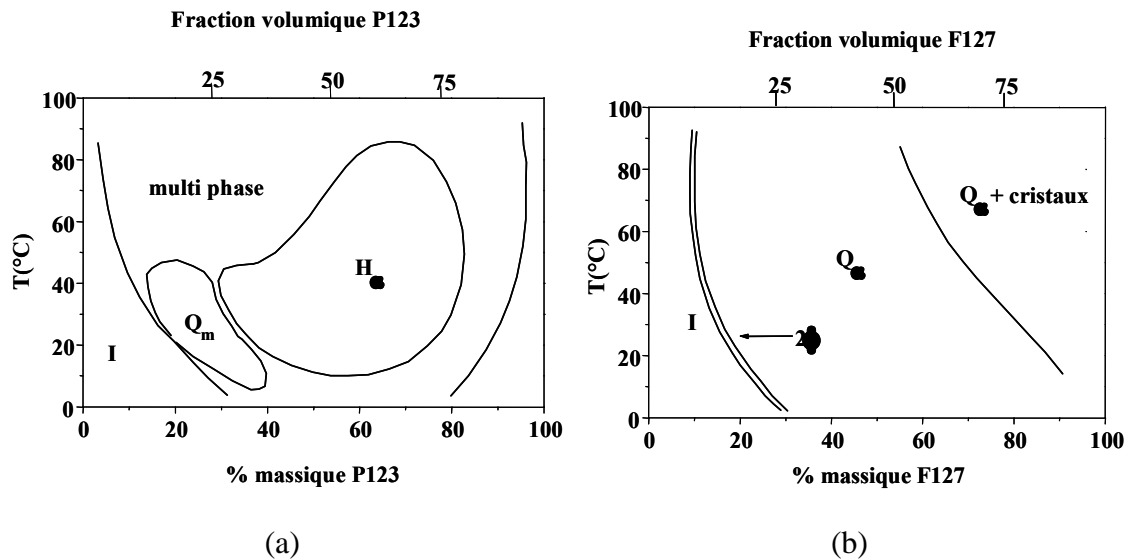 Fraction volumique P123
25 50 75
100
80
60
40
20
0
T(°C)
multi phase
H
Qm
I
0 20 40 60 80 100
% massique P123
(a)
Fraction volumique F127
25 50 75
100
80
60
40
20
0
T(°C)
Q + cristaux
Q
I
2
0 20 40 60 80 100
% massique F127
(b)